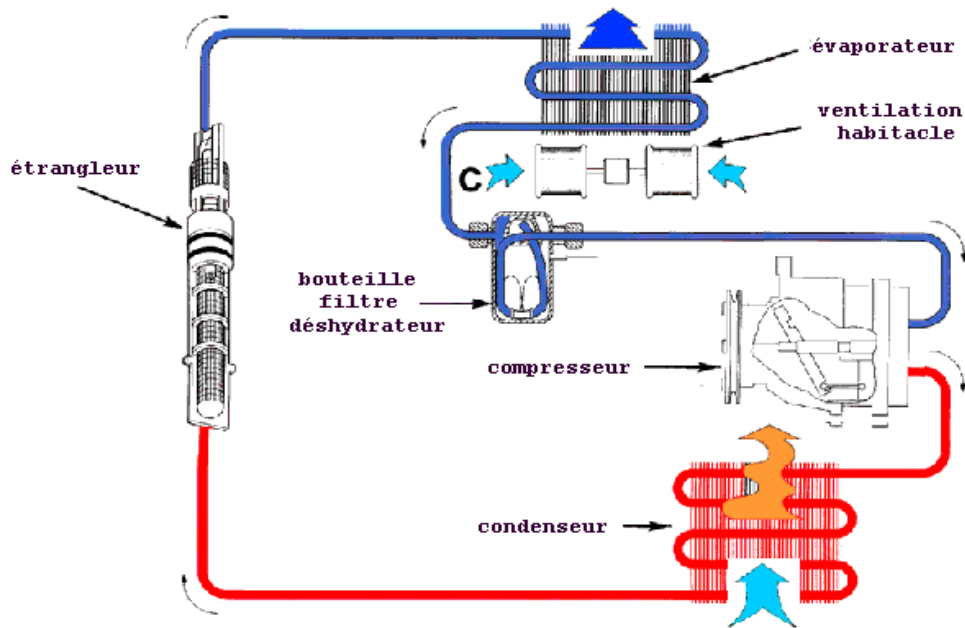 évaporateur
ventilation
habitacle
étrangleur
C
bouteille
filtre
déshydrateur
compresseur
condenseur